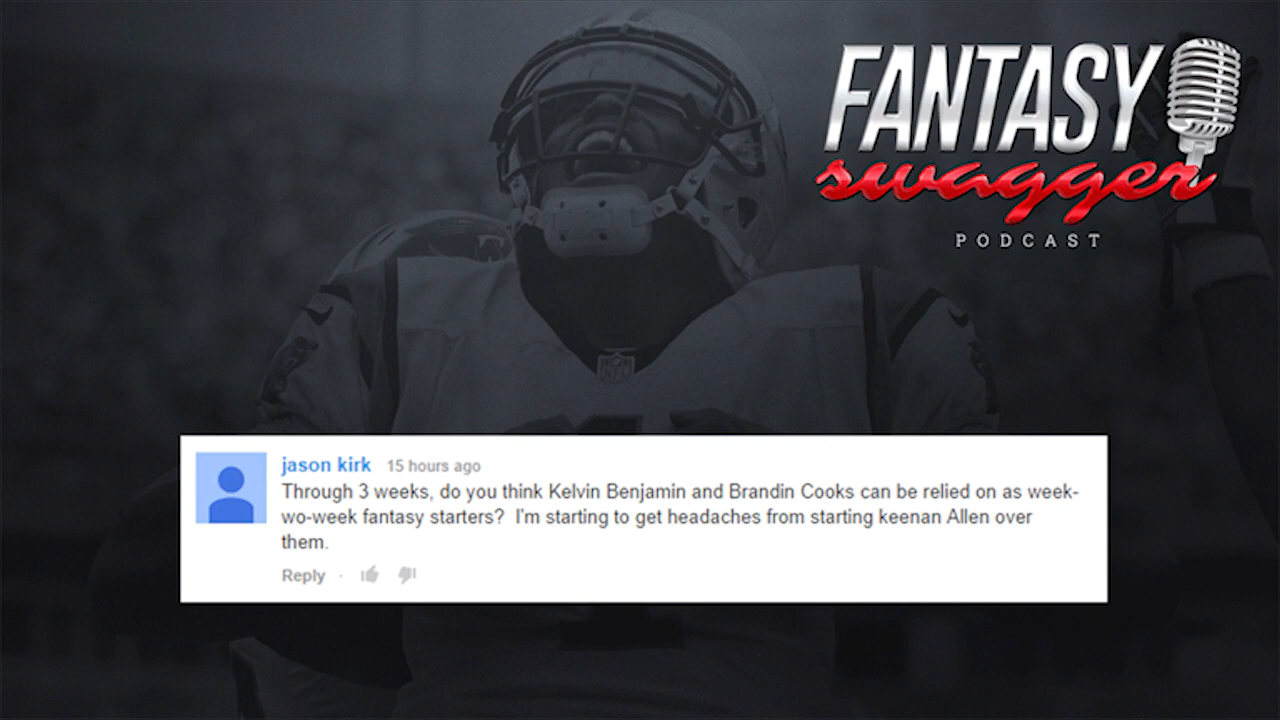 FANTASY
swagger
PODCAST
NFL
jason kirk 15 hours ago
Through 3 weeks, do you think Kelvin Benjamin and Brandin Cooks can be relied on as week-
wo-week fantasy starters? I'm starting to get headaches from starting keenan Allen over
them.
Reply ·